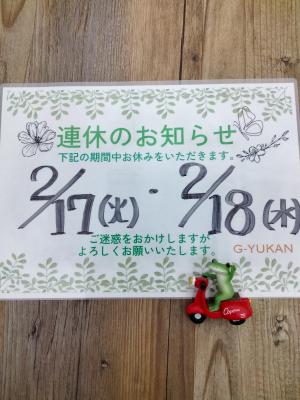 連休のお知らせ
下記の期間中お休みをいただきます。
2/17(火)・2/18(水)
ご迷惑をおかけしますが
よろしくお願いいたします。
G-YUKAN